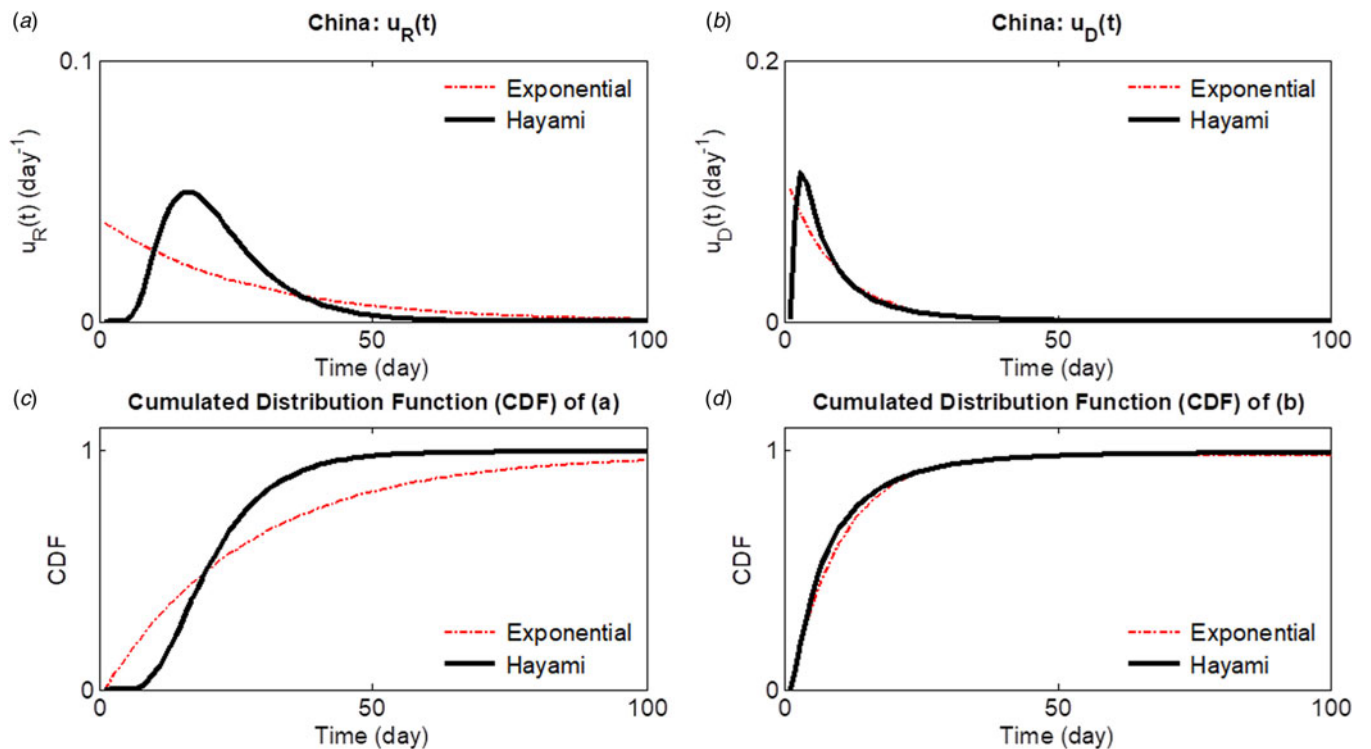 (a)
China: u_R(t)
0.1
Exponential
Hayami
u_R(t) (day⁻¹)
0
0 50 100
Time (day)
(b)
China: u_D(t)
0.2
Exponential
Hayami
u_D(t) (day⁻¹)
0
0 50 100
Time (day)
(c)
Cumulated Distribution Function (CDF) of (a)
1
CDF
Exponential
Hayami
0
0 50 100
Time (day)
(d)
Cumulated Distribution Function (CDF) of (b)
1
CDF
Exponential
Hayami
0
0 50 100
Time (day)